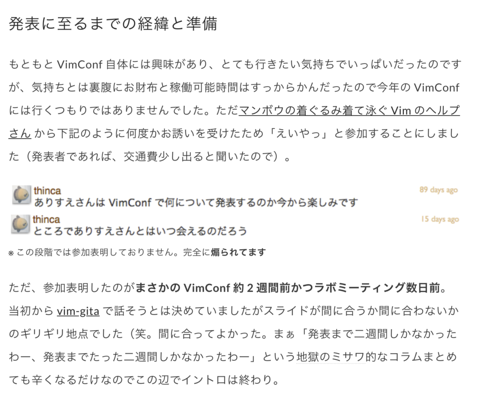 発表に至るまでの経緯と準備
もともと VimConf 自体には興味があり、とても行きたい気持ちでいっぱいだったのです
が、気持ちとは裏腹にお財布と稼働可能時間はすっからかんだったので今年の VimConf
には行くつもりではありませんでした。ただマンボウの着ぐるみ着て泳ぐ Vim のヘルプ
さん から下記のように何度かお誘いを受けたため「えいやっ」と参加することにしまし
た（発表者であれば、交通費少し出ると聞いたので）。
thinca 89 days ago
ありすえさんは VimConf で何について発表するのか今から楽しみです
thinca 15 days ago
ところでありすえさんとはいつ会えるのだろう
※ この段階では参加表明しておりません。完全に煽られてます
ただ、参加表明したのがまさかの VimConf 約 2 週間前かつラボミーティング数日前。
当初から vim-gita で話そうとは決めていましたがスライドが間に合うか間に合わないか
のギリギリ地点でした（笑。間に合ってよかった。まぁ「発表まで二週間しかなかった
わー、発表までたった二週間しかなかったわー」という地獄のミサワ的なコラムまとめ
ても辛くなるだけなのでこの辺でイントロは終わり。